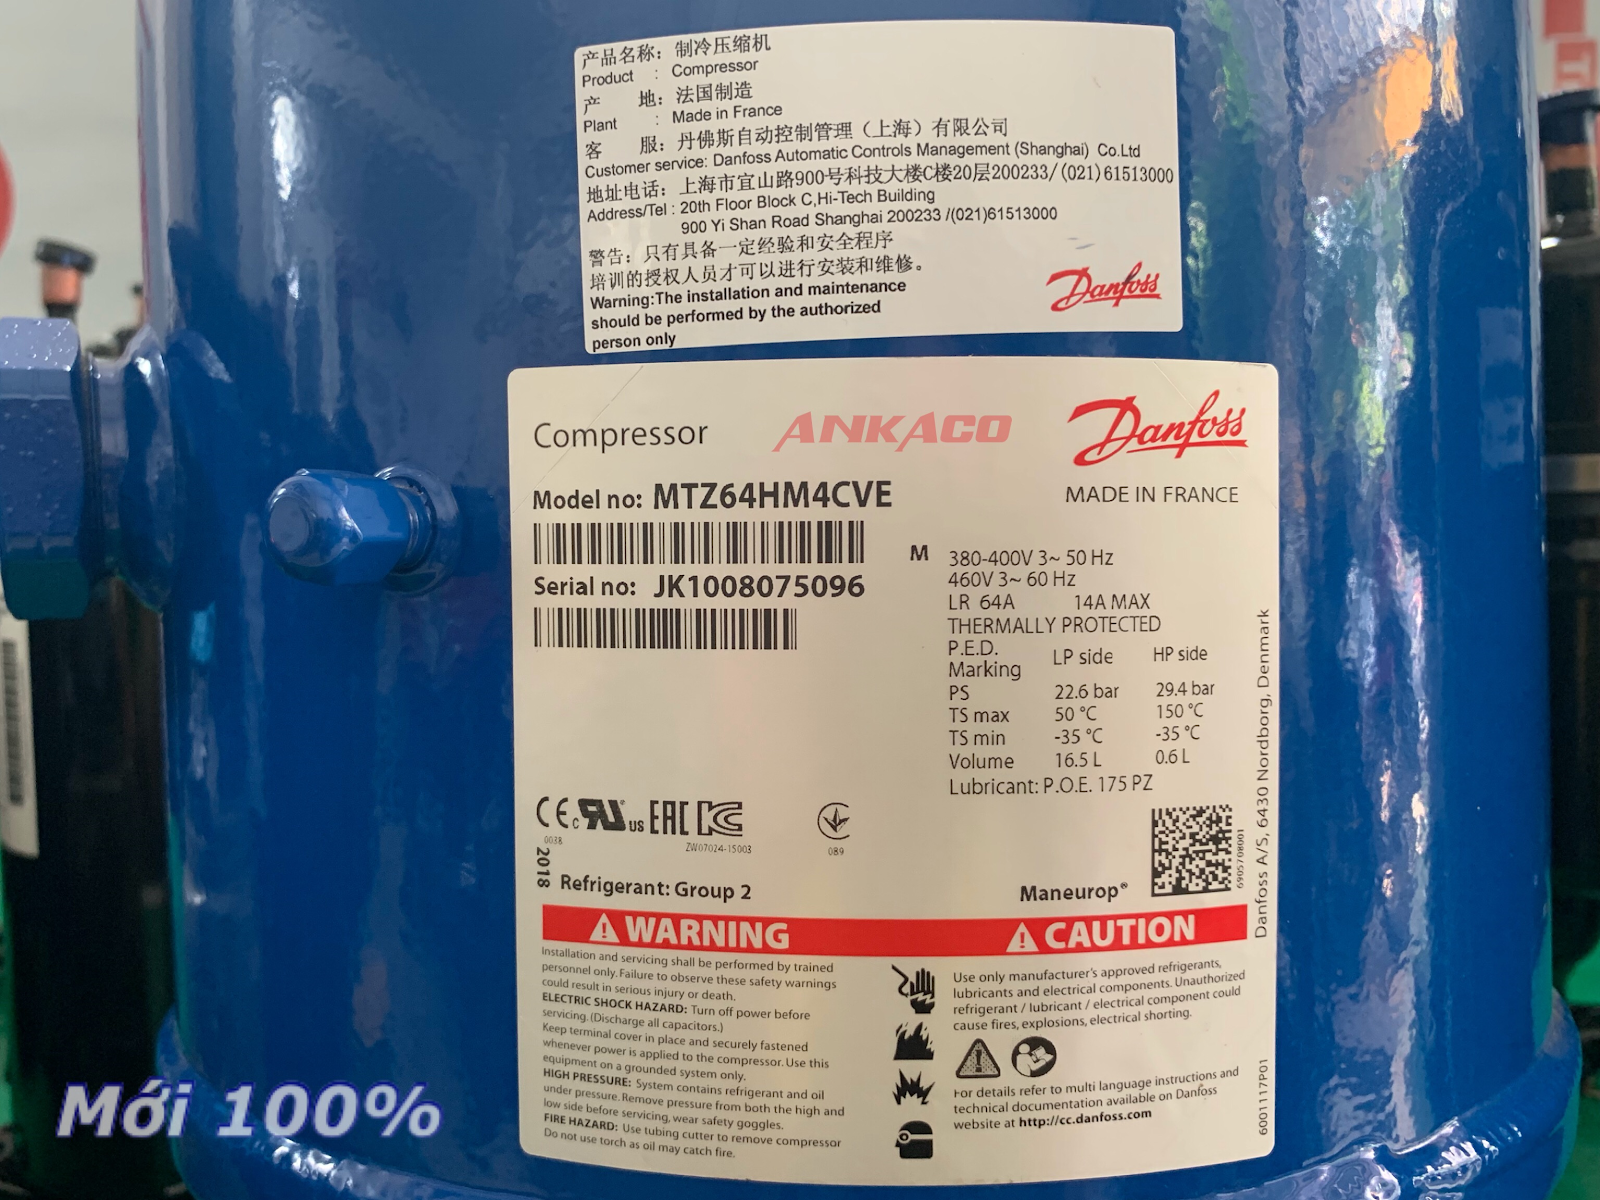 产品名称：制冷压缩机
Product : Compressor
产 地：法国制造
Plant : Made in France
客 服：丹佛斯自动控制管理（上海）有限公司
Customer service: Danfoss Automatic Controls Management (Shanghai) Co.Ltd
地址电话：上海市宜山路900号科技大楼C楼20层200233/(021)61513000
Address/Tel : 20th Floor Block C,Hi-Tech Building
900 Yi Shan Road Shanghai 200233 /(021)61513000
警告：只有具备一定经验和安全程序
培训的授权人员才可以进行安装和维修。
Warning:The installation and maintenance
should be performed by the authorized
person only
Danfoss
Compressor
ANKACO
Danfoss
MADE IN FRANCE
Model no: MTZ64HM4CVE
Serial no: JK1008075096
M 380-400V 3~ 50 Hz
460V 3~ 60 Hz
LR 64A 14A MAX
THERMALLY PROTECTED
P.E.D.
Marking LP side HP side
PS 22.6 bar 29.4 bar
TS max 50 °C 150 °C
TS min -35 °C -35 °C
Volume 16.5 L 0.6 L
Lubricant: P.O.E. 175 PZ
CE c RU us EAC KC
0038 ZW07024-15003 089
2018
Refrigerant: Group 2
Maneurop®
6905708001
Danfoss A/S, 6430 Nordborg, Denmark
WARNING
Installation and servicing shall be performed by trained
personnel only. Failure to observe these safety warnings
could result in serious injury or death.
ELECTRIC SHOCK HAZARD: Turn off power before
servicing. (Discharge all capacitors.)
Keep terminal cover in place and securely fastened
whenever power is applied to the compressor. Use this
equipment on a grounded system only.
HIGH PRESSURE: System contains refrigerant and oil
under pressure. Remove pressure from both the high and
low side before servicing, wear safety goggles.
FIRE HAZARD: Use tubing cutter to remove compressor
Do not use torch as oil may catch fire.
CAUTION
Use only manufacturer's approved refrigerants,
lubricants and electrical components. Unauthorized
refrigerant / lubricant / electrical component could
cause fires, explosions, electrical shorting.
For details refer to multi language instructions and
technical documentation available on Danfoss
website at http://cc.danfoss.com
6001117P01
Mới 100%